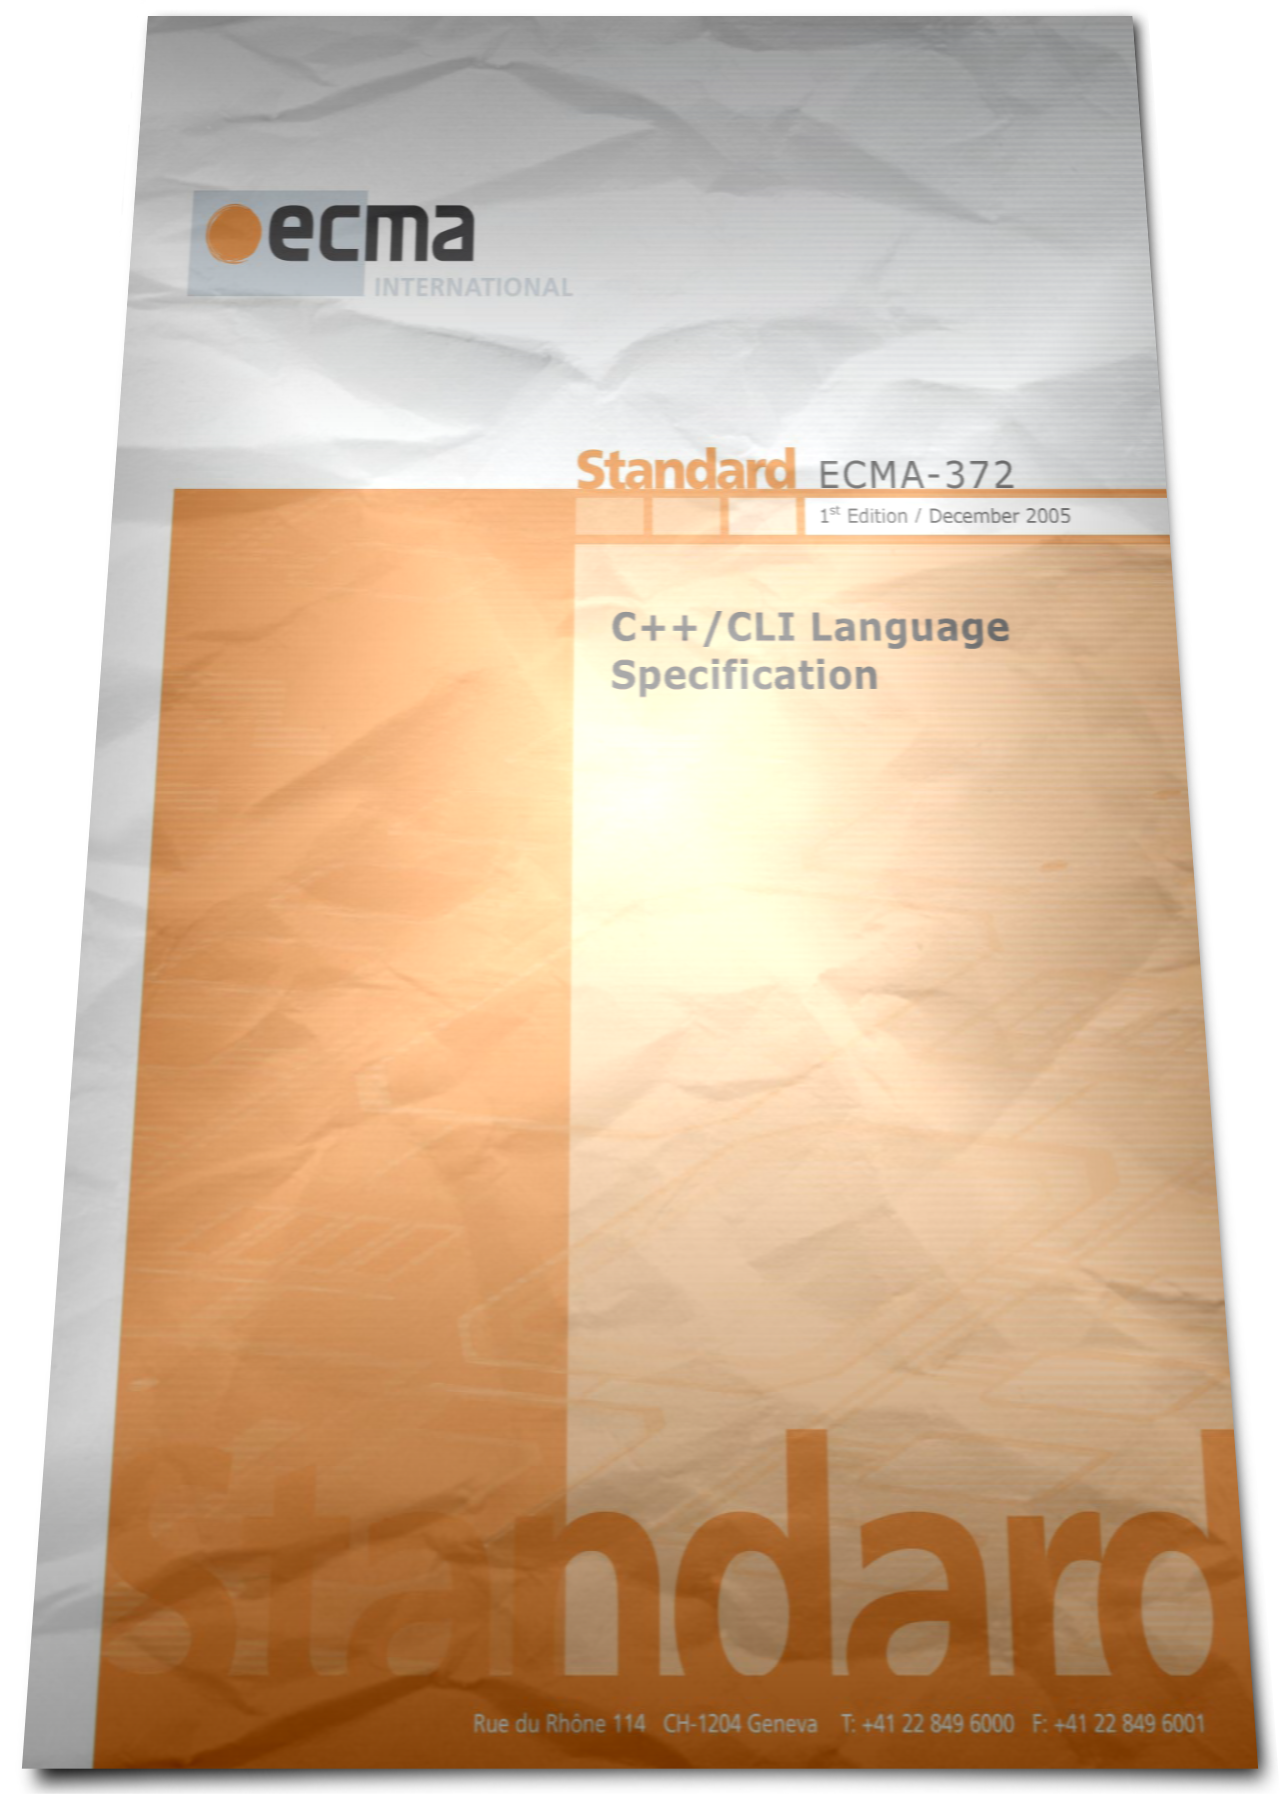 ecma
INTERNATIONAL
Standard ECMA-372
1st Edition / December 2005
C++/CLI Language
Specification
Standard
Rue du Rhône 114 CH-1204 Geneva T: +41 22 849 6000 F: +41 22 849 6001